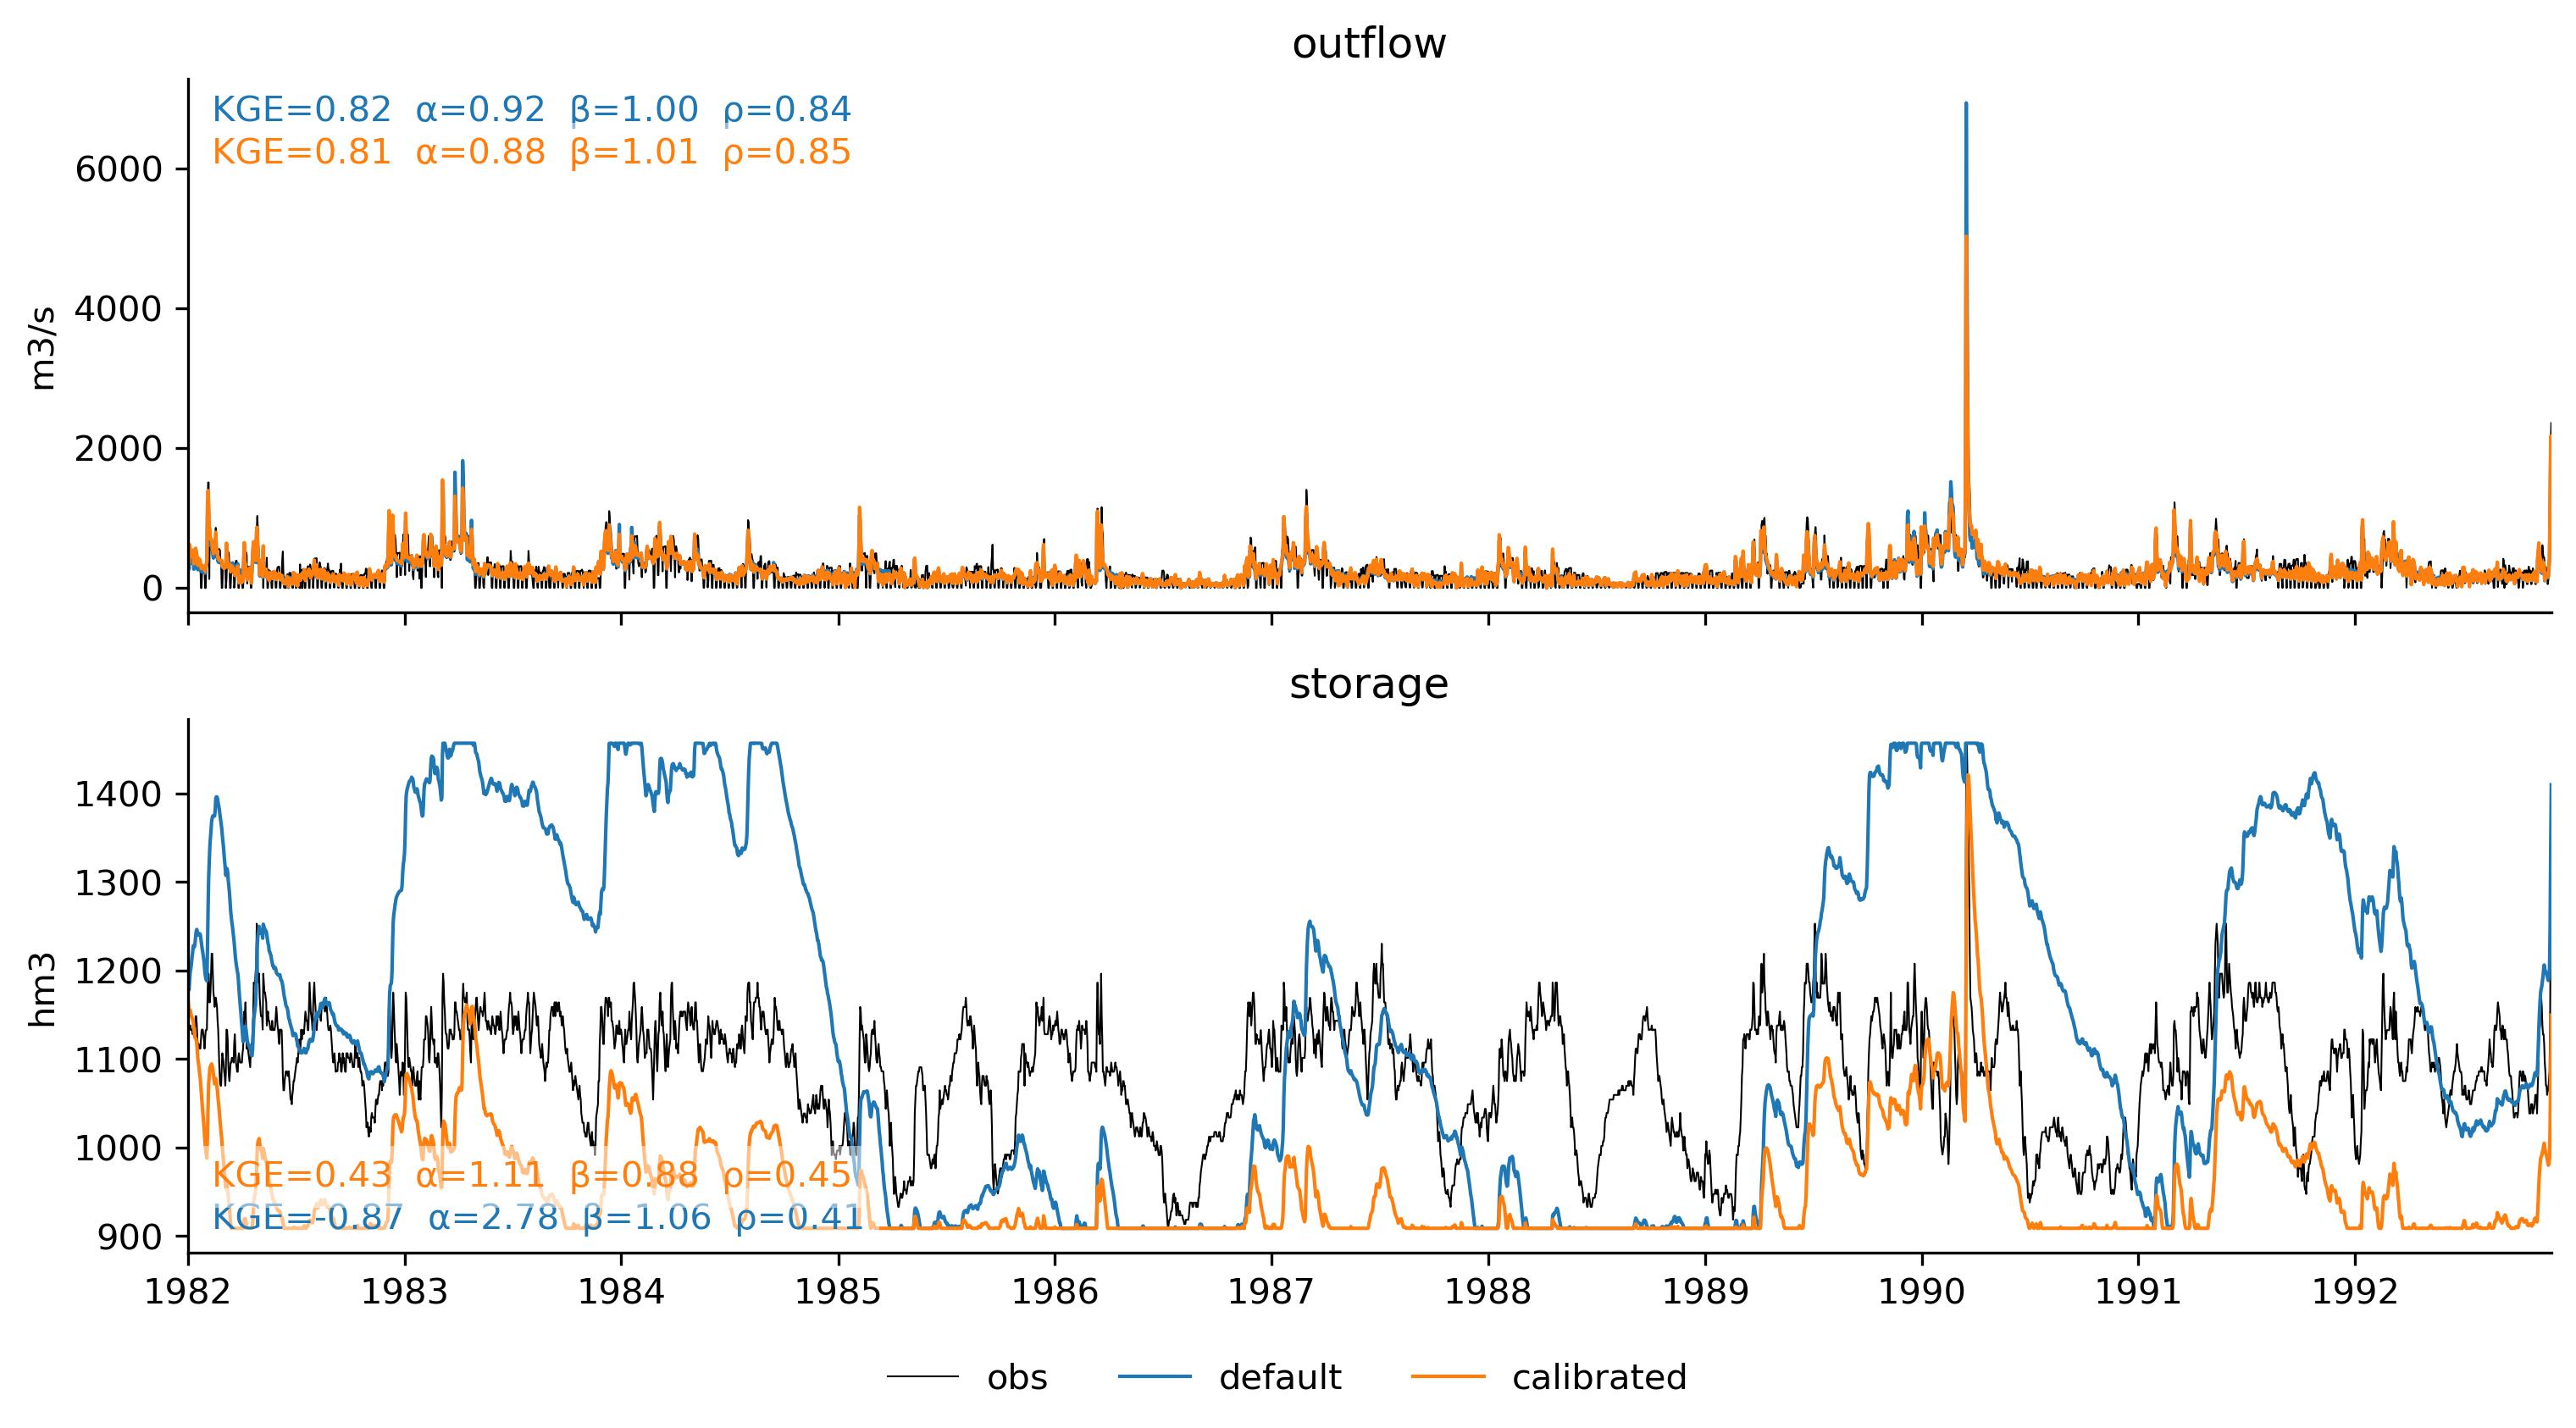 outflow
KGE=0.82 α=0.92 β=1.00 ρ=0.84
KGE=0.81 α=0.88 β=1.01 ρ=0.85
6000
4000
2000
0
m3/s
storage
1400
1300
1200
1100
1000
900
hm3
KGE=0.43 α=1.11 β=0.88 ρ=0.45
KGE=-0.87 α=2.78 β=1.06 ρ=0.41
1982 1983 1984 1985 1986 1987 1988 1989 1990 1991 1992
obs default calibrated